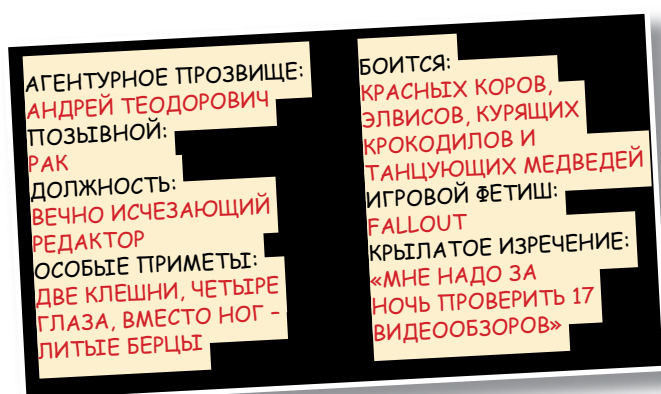 АГЕНТУРНОЕ ПРОЗВИЩЕ:
АНДРЕЙ ТЕОДОРОВИЧ
ПОЗЫВНОЙ:
РАК
ДОЛЖНОСТЬ:
ВЕЧНО ИСЧЕЗАЮЩИЙ
РЕДАКТОР
ОСОБЫЕ ПРИМЕТЫ:
ДВЕ КЛЕШНИ, ЧЕТЫРЕ
ГЛАЗА, ВМЕСТО НОГ –
ЛИТЫЕ БЕРЦЫ
БОИТСЯ:
КРАСНЫХ КОРОВ,
ЭЛВИСОВ, КУРЯЩИХ
КРОКОДИЛОВ И
ТАНЦУЮЩИХ МЕДВЕДЕЙ
ИГРОВОЙ ФЕТИШ:
FALLOUT
КРЫЛАТОЕ ИЗРЕЧЕНИЕ:
«МНЕ НАДО ЗА
НОЧЬ ПРОВЕРИТЬ 17
ВИДЕООБЗОРОВ»